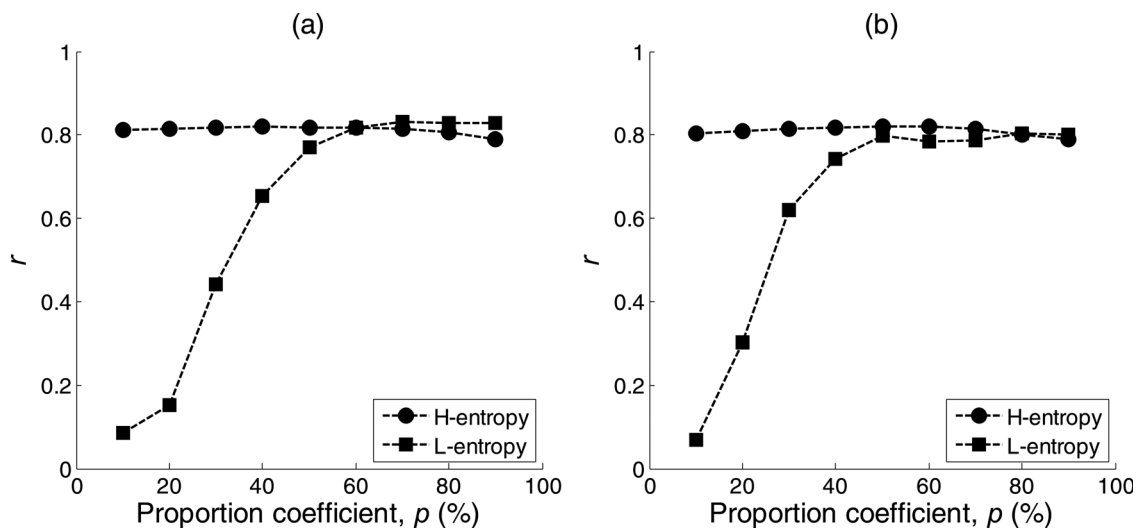 (a)
1
0.8
0.6
0.4
0.2
0
r
0 20 40 60 80 100
Proportion coefficient, p (%)
H-entropy
L-entropy
(b)
1
0.8
0.6
0.4
0.2
0
r
0 20 40 60 80 100
Proportion coefficient, p (%)
H-entropy
L-entropy